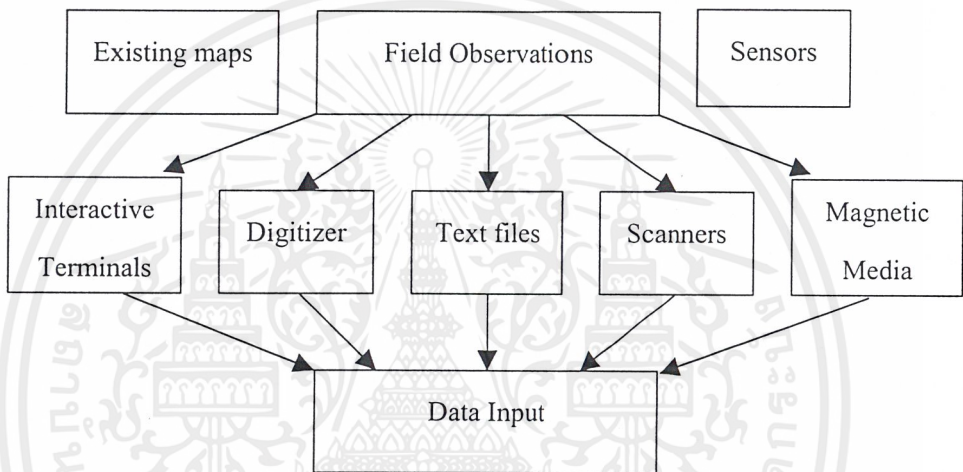 Existing maps
Field Observations
Sensors
Interactive
Terminals
Digitizer
Text files
Scanners
Magnetic
Media
Data Input